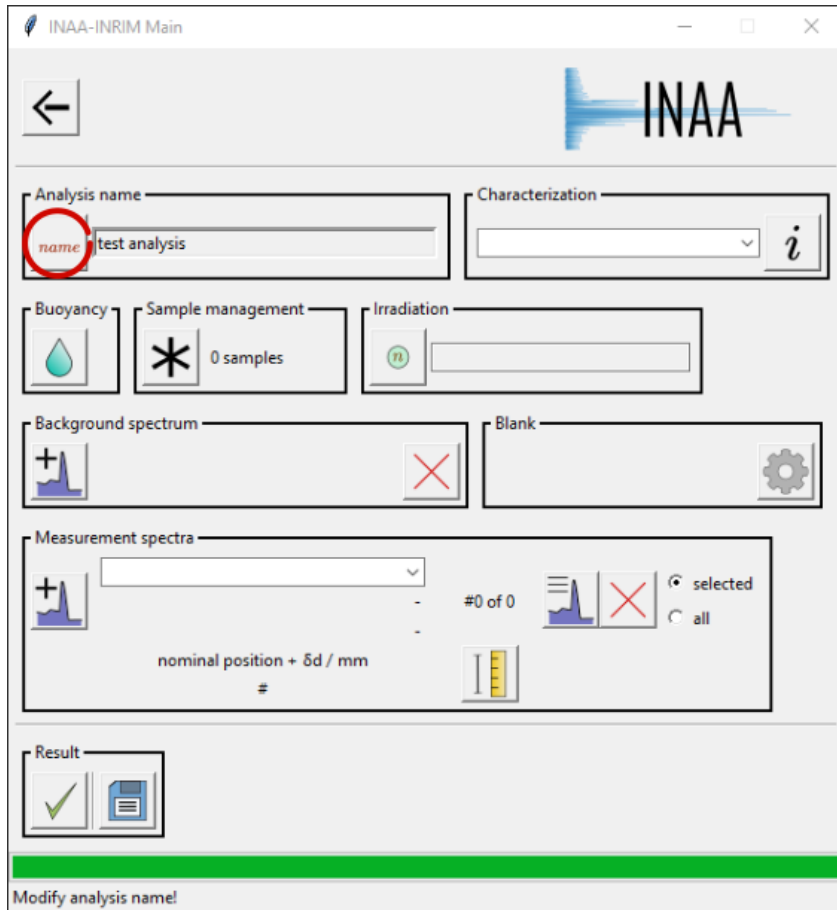 INAA-INRIM Main
INAA
Analysis name
name
test analysis
Characterization
i
Buoyancy
Sample management
0 samples
Irradiation
n
Background spectrum
Blank
Measurement spectra
-
-
#0 of 0
selected
all
nominal position + δd / mm
#
Result
Modify analysis name!